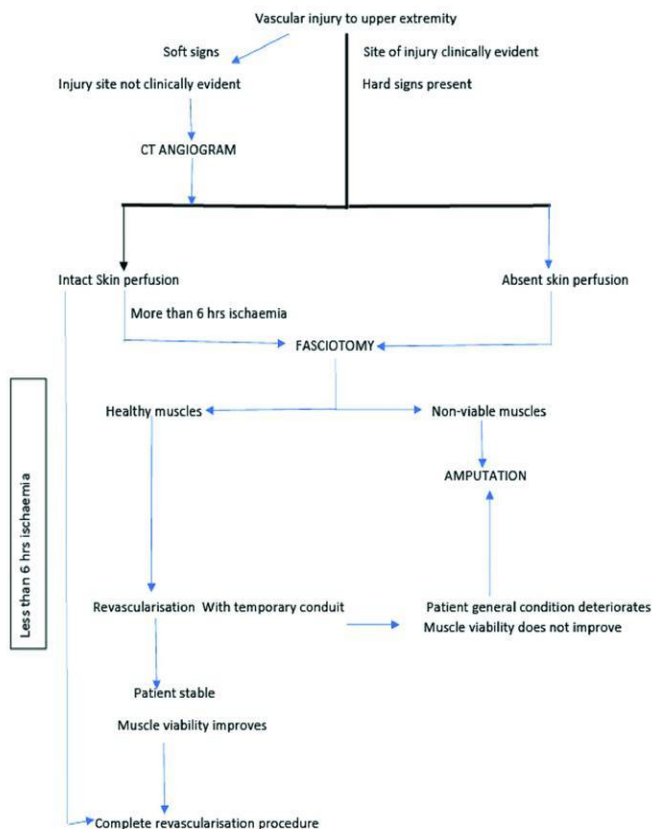 Vascular injury to upper extremity
Soft signs
Site of injury clinically evident
Injury site not clinically evident
Hard signs present
CT ANGIOGRAM
Intact Skin perfusion
Absent skin perfusion
More than 6 hrs ischaemia
FASCIOTOMY
Less than 6 hrs ischaemia
Healthy muscles
Non-viable muscles
AMPUTATION
Revascularisation With temporary conduit
Patient general condition deteriorates
Muscle viability does not improve
Patient stable
Muscle viability improves
Complete revascularisation procedure